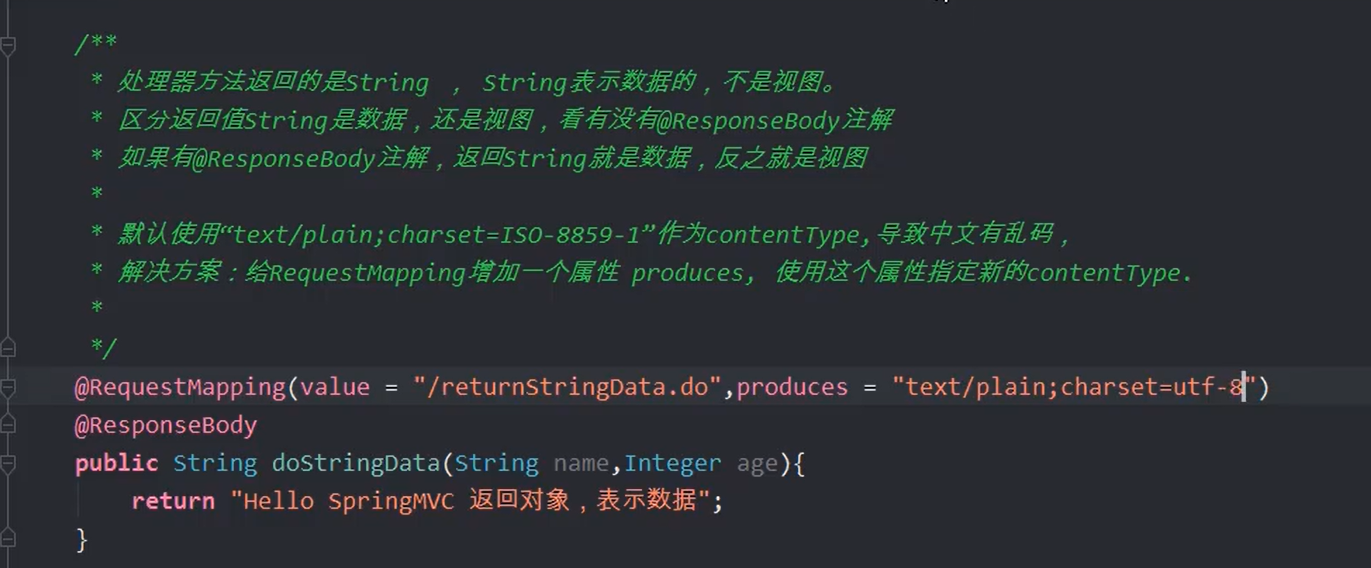 /**
* 处理器方法返回的是String ， String表示数据的，不是视图。
* 区分返回值String是数据，还是视图，看有没有@ResponseBody注解
* 如果有@ResponseBody注解，返回String就是数据，反之就是视图
*
* 默认使用“text/plain;charset=ISO-8859-1”作为contentType,导致中文有乱码，
* 解决方案：给RequestMapping增加一个属性 produces, 使用这个属性指定新的contentType.
*
*/
@RequestMapping(value = "/returnStringData.do",produces = "text/plain;charset=utf-8")
@ResponseBody
public String doStringData(String name,Integer age){
return "Hello SpringMVC 返回对象，表示数据";
}